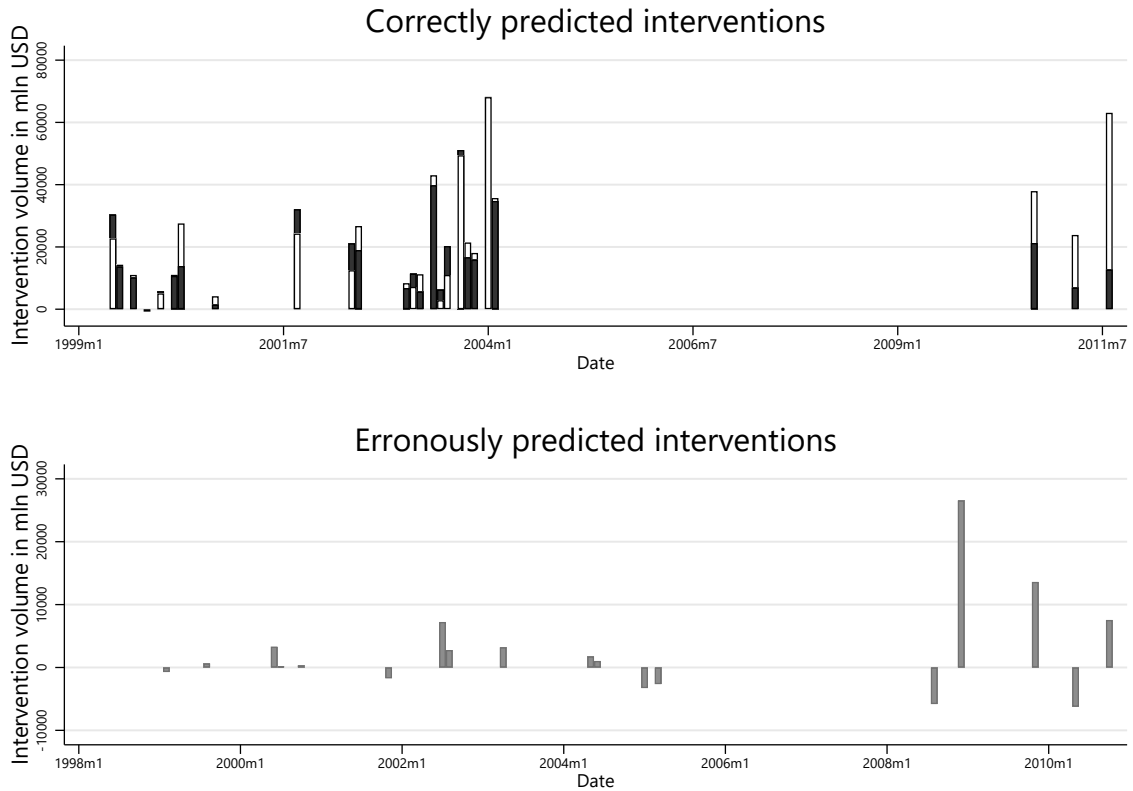 Correctly predicted interventions
Intervention volume in mln USD
80000
60000
40000
20000
0
1999m1 2001m7 2004m1 2006m7 2009m1 2011m7
Date
Erronously predicted interventions
Intervention volume in mln USD
30000
20000
10000
0
-10000
1998m1 2000m1 2002m1 2004m1 2006m1 2008m1 2010m1
Date